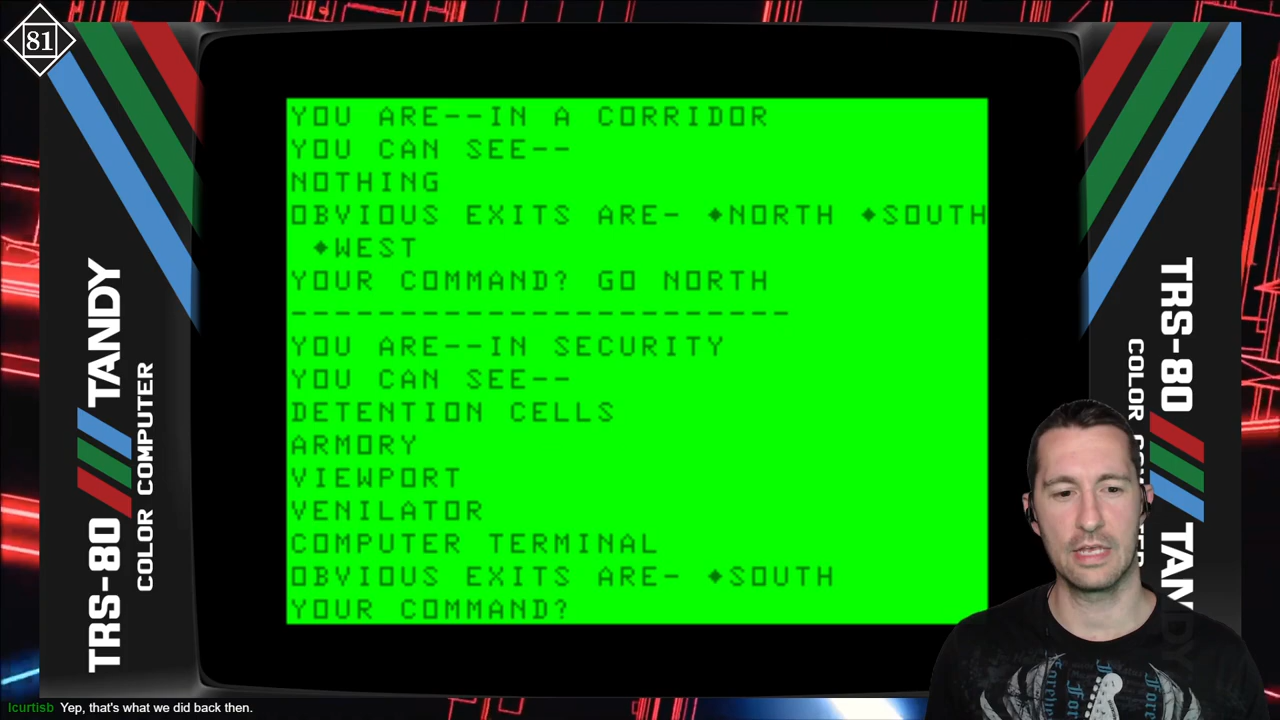 81
YOU ARE--IN A CORRIDOR
YOU CAN SEE--
NOTHING
OBVIOUS EXITS ARE- ◆NORTH ◆SOUTH
◆WEST
YOUR COMMAND? GO NORTH
-----------------------
YOU ARE--IN SECURITY
YOU CAN SEE--
DETENTION CELLS
ARMORY
VIEWPORT
VENILATOR
COMPUTER TERMINAL
OBVIOUS EXITS ARE- ◆SOUTH
YOUR COMMAND?
TRS-80 TANDY
COLOR COMPUTER
TRS-80
COLOR
lcurtisb Yep, that's what we did back then.